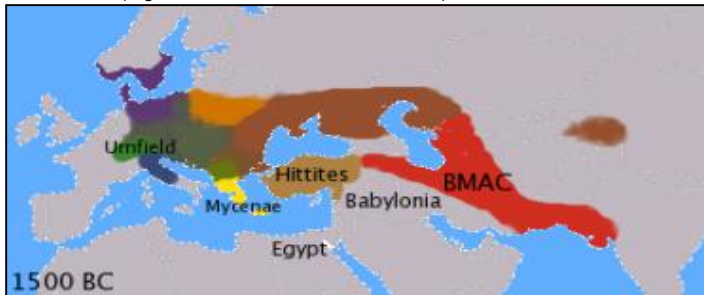 Urnfield
Hittites
BMAC
Mycenae
Babylonia
Egypt
1500 BC